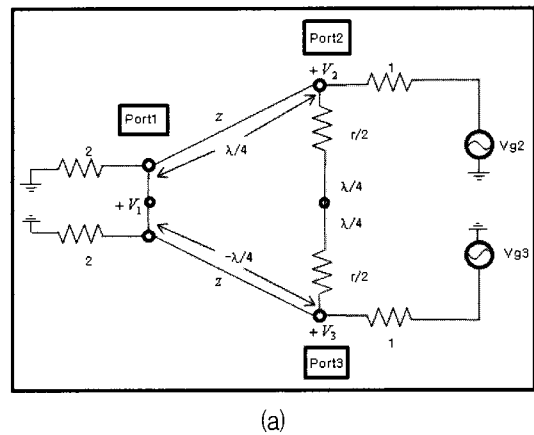 Port2
+V₂
1
Port1
z
r/2
2
λ/4
Vg2
λ/4
+V₁
λ/4
2
-λ/4
r/2
Vg3
z
+V₃
1
Port3
(a)